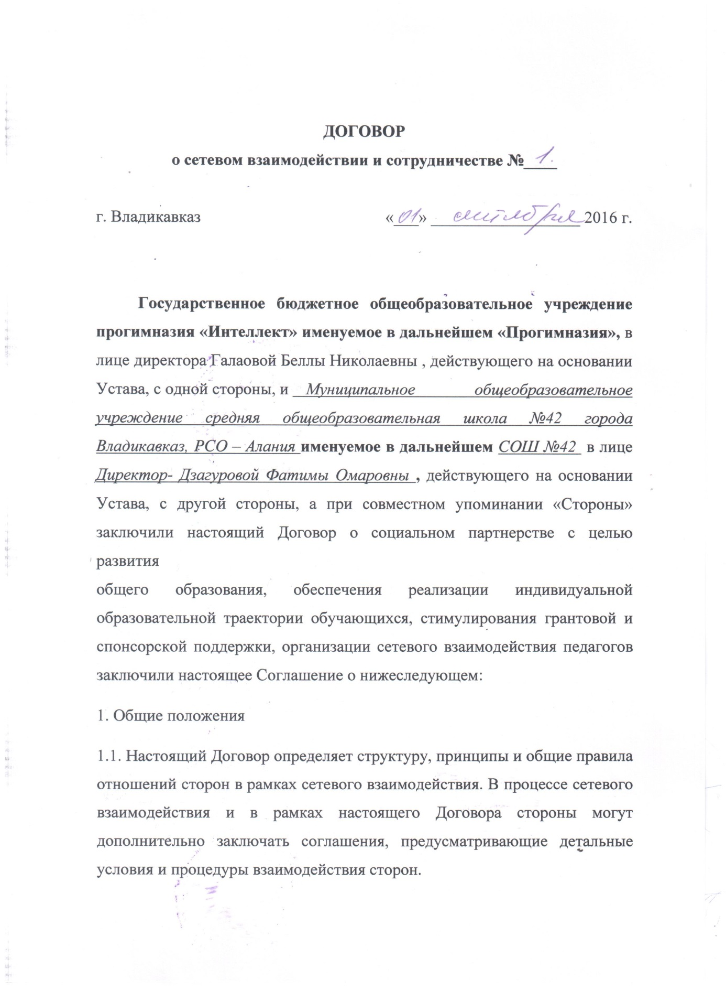 ДОГОВОР
о сетевом взаимодействии и сотрудничестве № 1.
г. Владикавказ «01» сентября 2016 г.
Государственное бюджетное общеобразовательное учреждение
прогимназия «Интеллект» именуемое в дальнейшем «Прогимназия», в
лице директора Галаовой Беллы Николаевны , действующего на основании
Устава, с одной стороны, и Муниципальное общеобразовательное
учреждение средняя общеобразовательная школа №42 города
Владикавказ, РСО – Алания именуемое в дальнейшем СОШ №42 в лице
Директор- Дзагуровой Фатимы Омаровны , действующего на основании
Устава, с другой стороны, а при совместном упоминании «Стороны»
заключили настоящий Договор о социальном партнерстве с целью
развития
общего образования, обеспечения реализации индивидуальной
образовательной траектории обучающихся, стимулирования грантовой и
спонсорской поддержки, организации сетевого взаимодействия педагогов
заключили настоящее Соглашение о нижеследующем:
1. Общие положения
1.1. Настоящий Договор определяет структуру, принципы и общие правила
отношений сторон в рамках сетевого взаимодействия. В процессе сетевого
взаимодействия и в рамках настоящего Договора стороны могут
дополнительно заключать соглашения, предусматривающие детальные
условия и процедуры взаимодействия сторон.